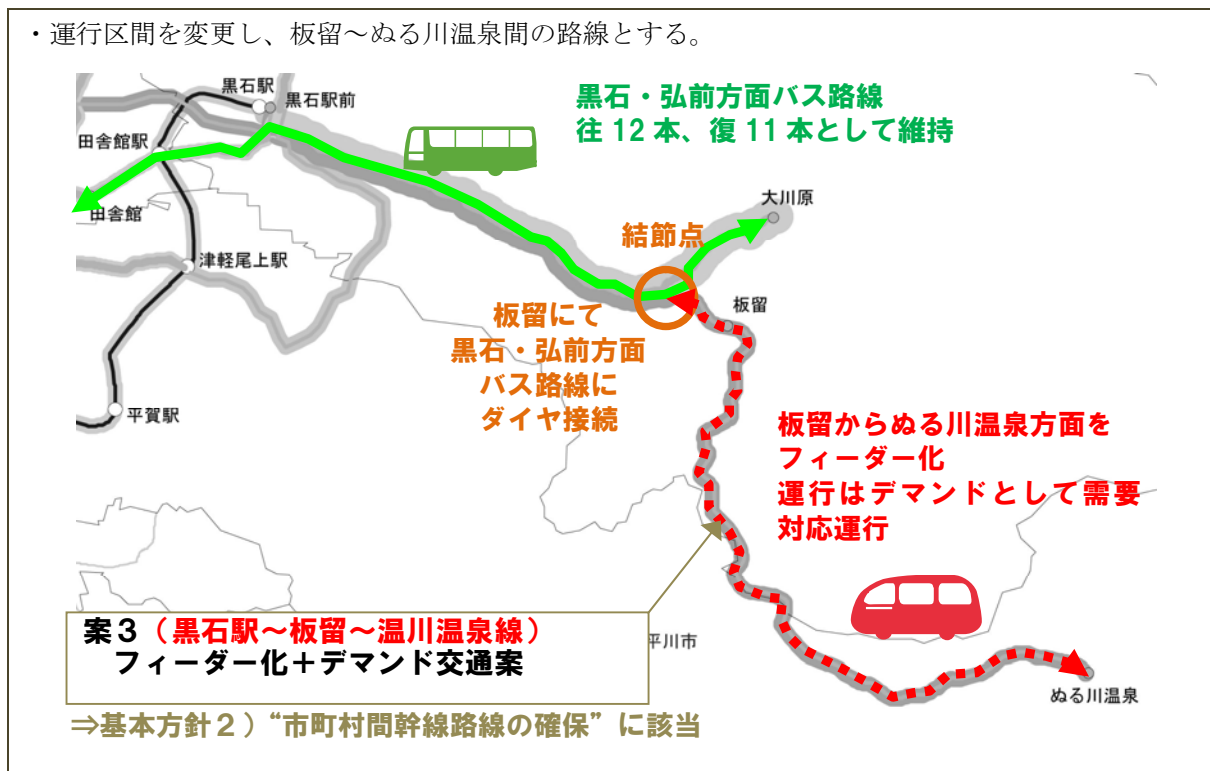 ・運行区間を変更し、板留～ぬる川温泉間の路線とする。
黒石駅
黒石駅前
田舎館駅
田舎館
津軽尾上駅
平賀駅
黒石・弘前方面バス路線
往 12 本、復 11 本として維持
大川原
結節点
板留
板留にて
黒石・弘前方面
バス路線に
ダイヤ接続
板留からぬる川温泉方面を
フィーダー化
運行はデマンドとして需要
対応運行
案３（黒石駅～板留～温川温泉線）
フィーダー化＋デマンド交通案
平川市
ぬる川温泉
⇒基本方針２）“市町村間幹線路線の確保”に該当